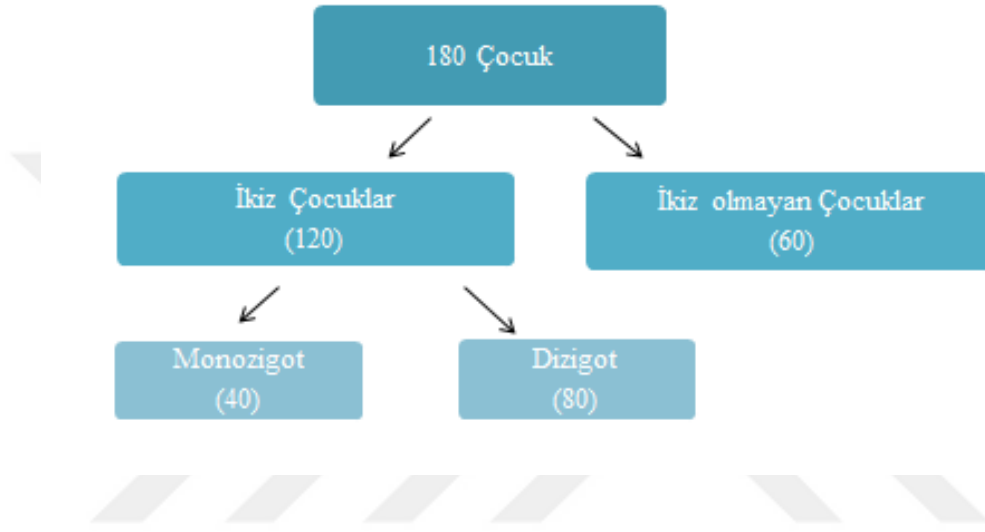 180 Çocuk
İkiz Çocuklar
(120)
İkiz olmayan Çocuklar
(60)
Monozigot
(40)
Dizigot
(80)